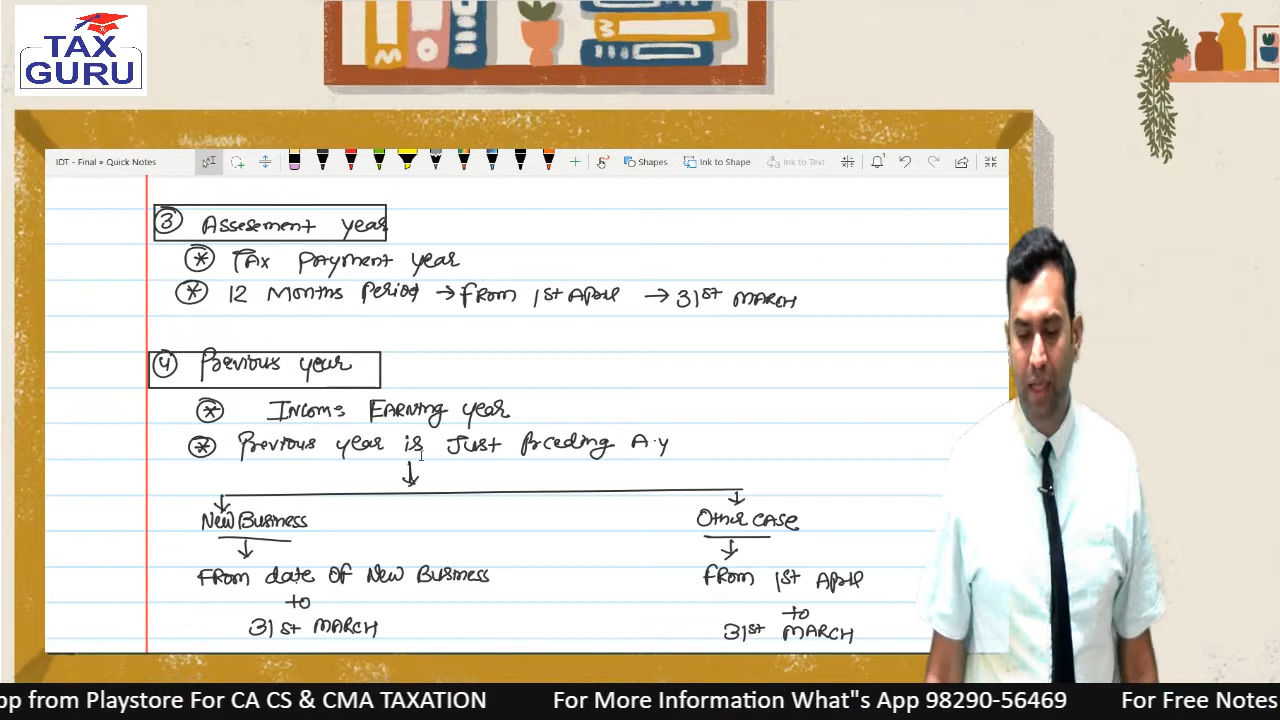 TAX
GURU
IDT - Final » Quick Notes
Shapes
Ink to Shape
Ink to Text
3 Assesement year
* TAX PAYMENT year
* 12 Months Period → FROM 1st April → 31st MARCH
4 Previous year
* Income Earning year
* Previous year is Just Preceding A.y
New Business
Other CASE
From date of New Business
to
31st MARCH
From 1st April
to
31st MARCH
pp from Playstore For CA CS & CMA TAXATION For More Information What"s App 98290-56469 For Free Notes